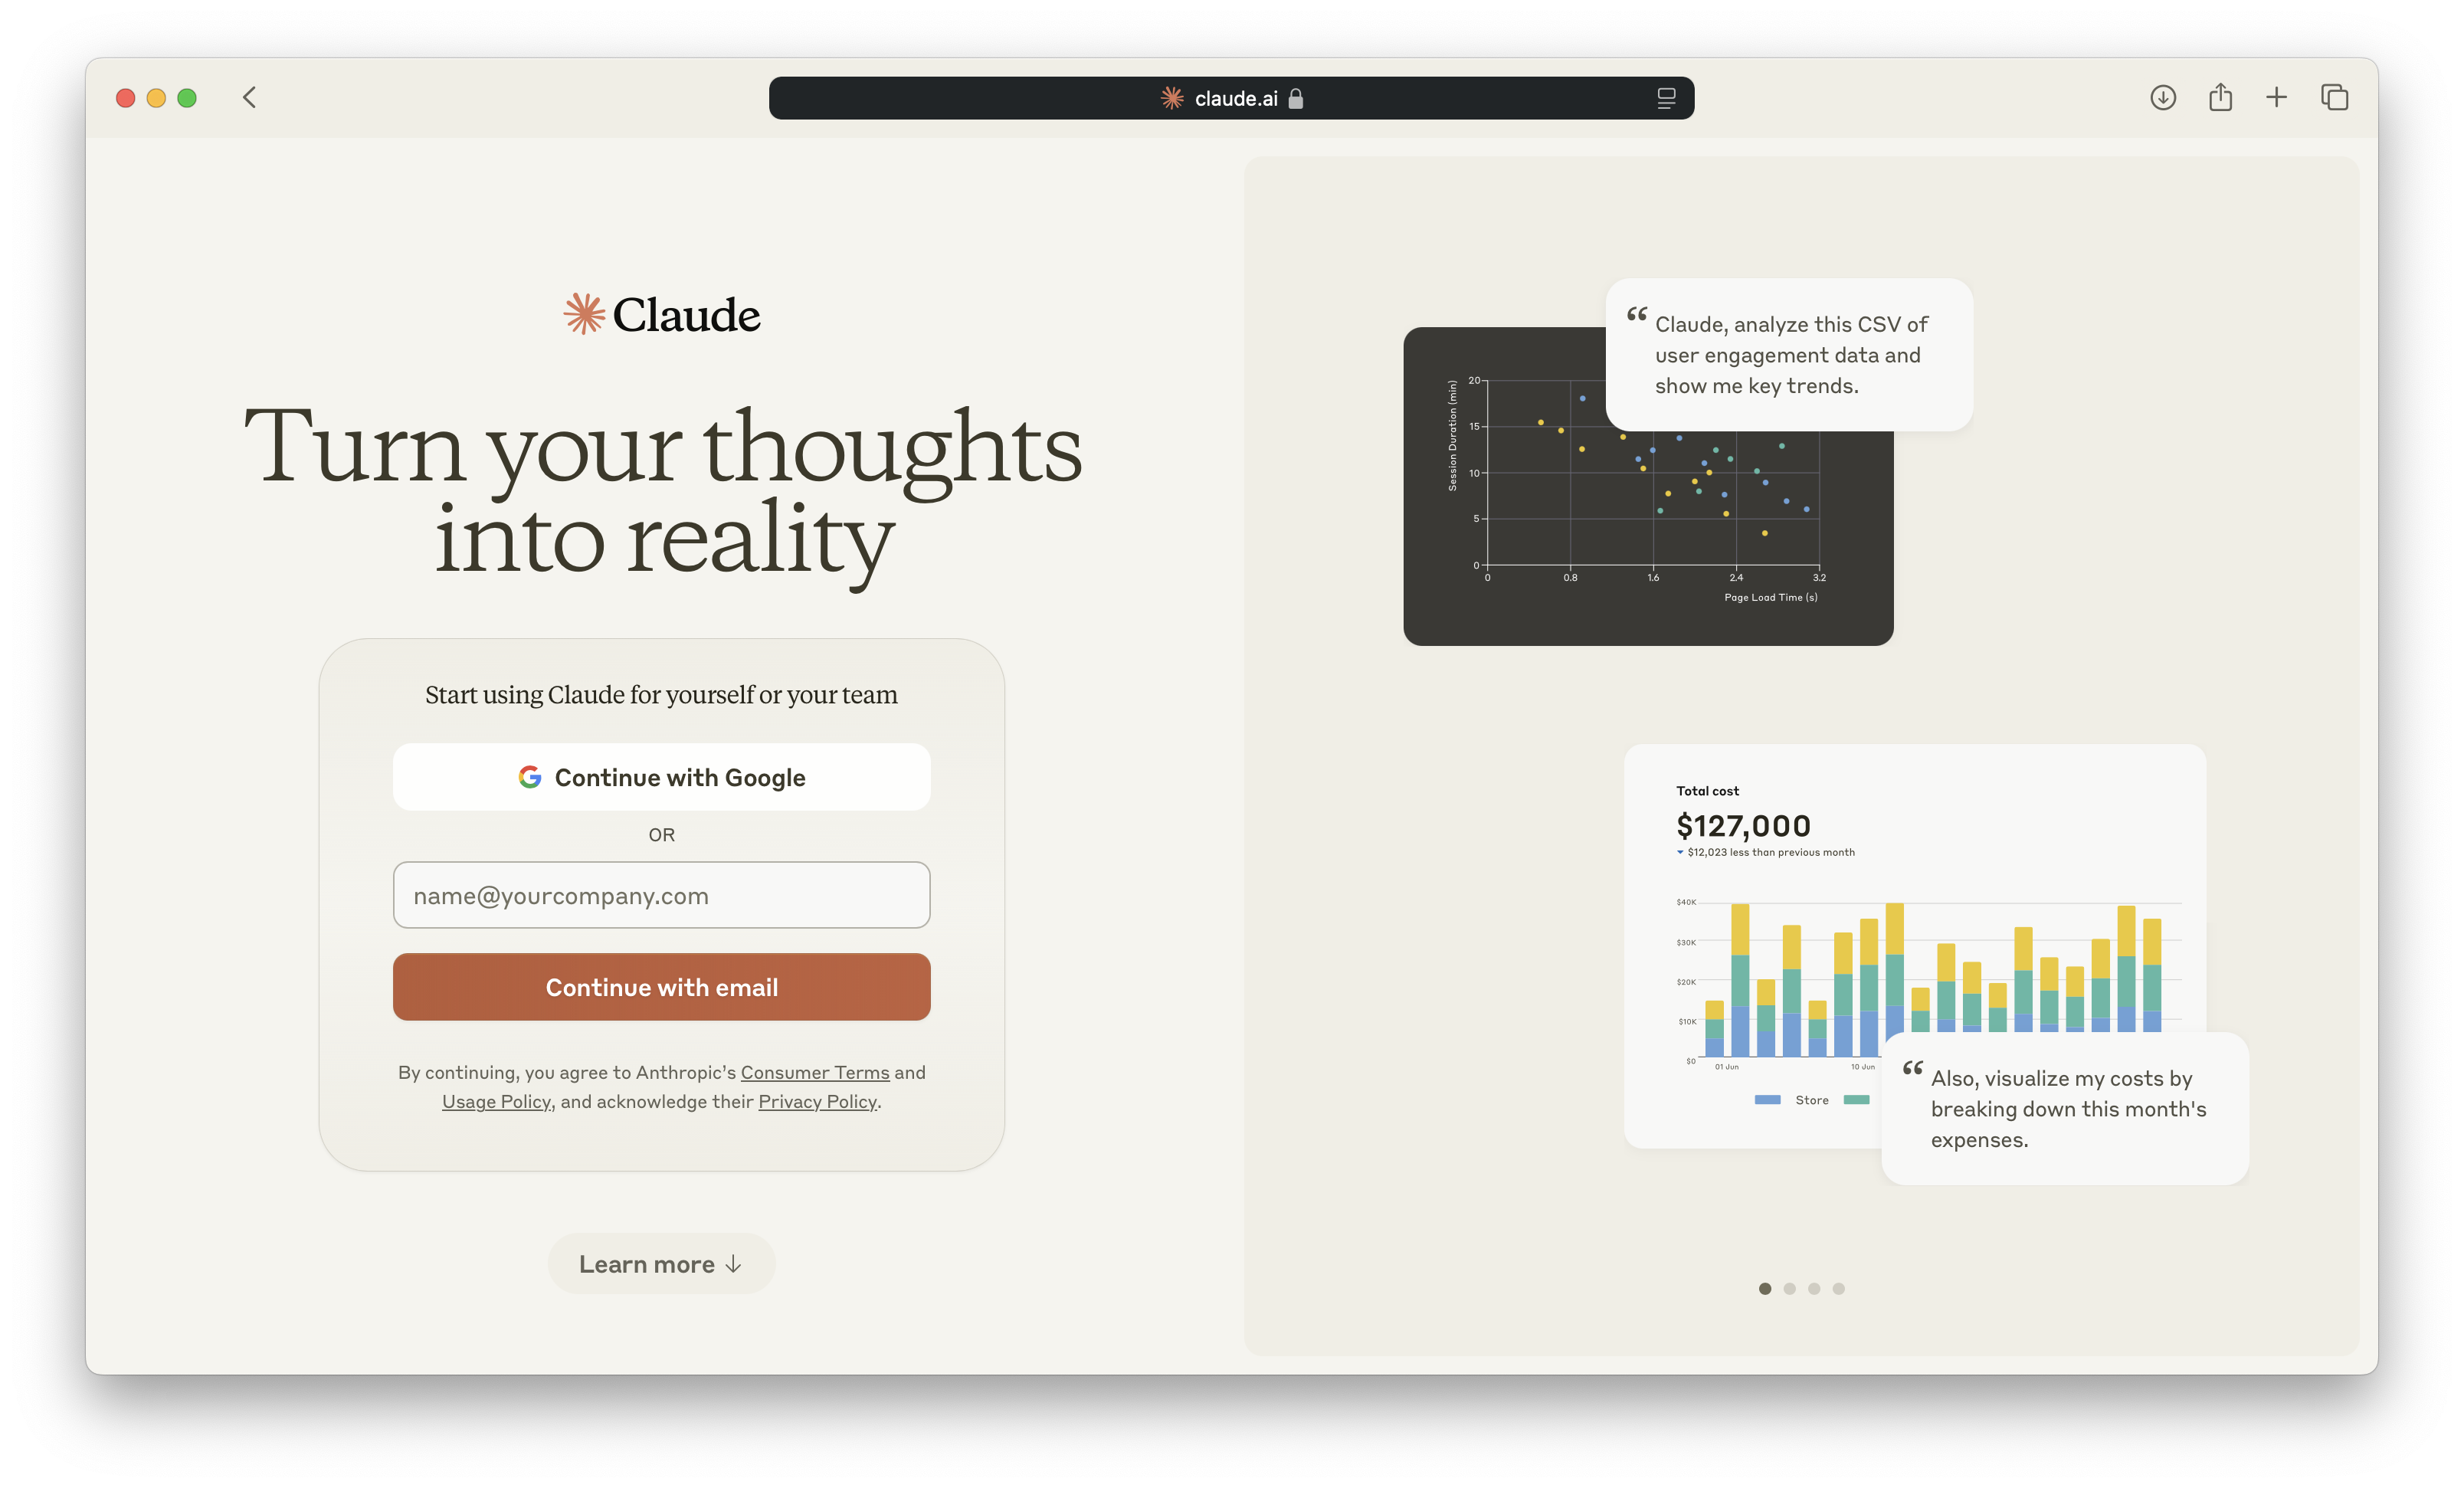 claude.ai
Claude
Turn your thoughts
into reality
Start using Claude for yourself or your team
Continue with Google
OR
name@yourcompany.com
Continue with email
By continuing, you agree to Anthropic’s Consumer Terms and
Usage Policy, and acknowledge their Privacy Policy.
Learn more ↓
“ Claude, analyze this CSV of
user engagement data and
show me key trends.
Session Duration (min)
20
15
10
5
0
0 0.8 1.6 2.4 3.2
Page Load Time (s)
Total cost
$127,000
$12,023 less than previous month
$40K
$30K
$20K
$10K
$0
01 Jun 10 Jun
Store
“ Also, visualize my costs by
breaking down this month's
expenses.